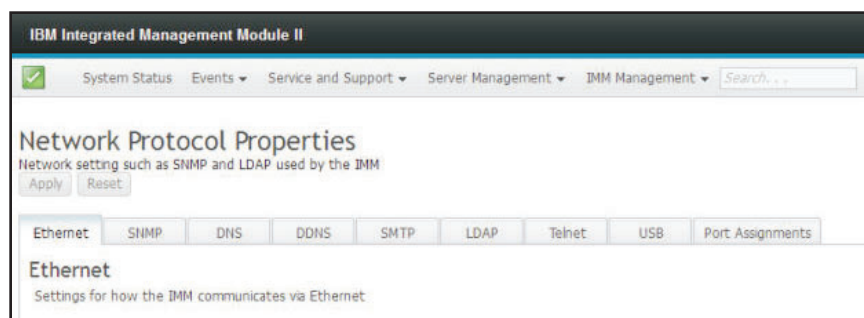 IBM Integrated Management Module II
System Status Events Service and Support Server Management IMM Management Search...
Network Protocol Properties
Network setting such as SNMP and LDAP used by the IMM
Apply Reset
Ethernet SNMP DNS DDNS SMTP LDAP Telnet USB Port Assignments
Ethernet
Settings for how the IMM communicates via Ethernet